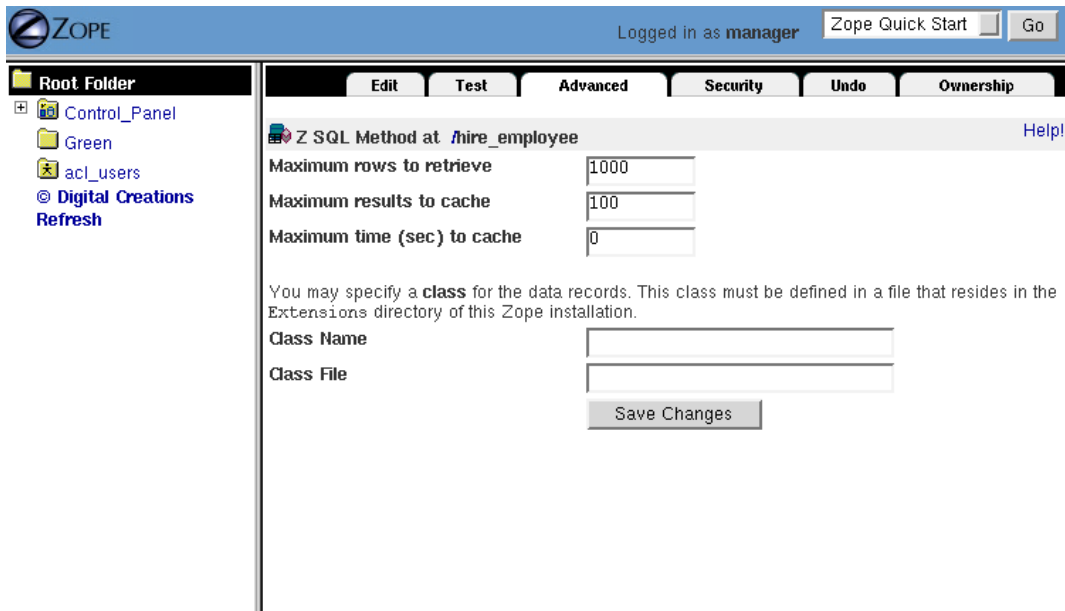 ZOPE
Logged in as manager
Zope Quick Start
Go
Root Folder
Control_Panel
Green
acl_users
© Digital Creations
Refresh
Edit
Test
Advanced
Security
Undo
Ownership
Z SQL Method at /hire_employee
Help!
Maximum rows to retrieve
1000
Maximum results to cache
100
Maximum time (sec) to cache
0
You may specify a class for the data records. This class must be defined in a file that resides in the
Extensions directory of this Zope installation.
Class Name
Class File
Save Changes